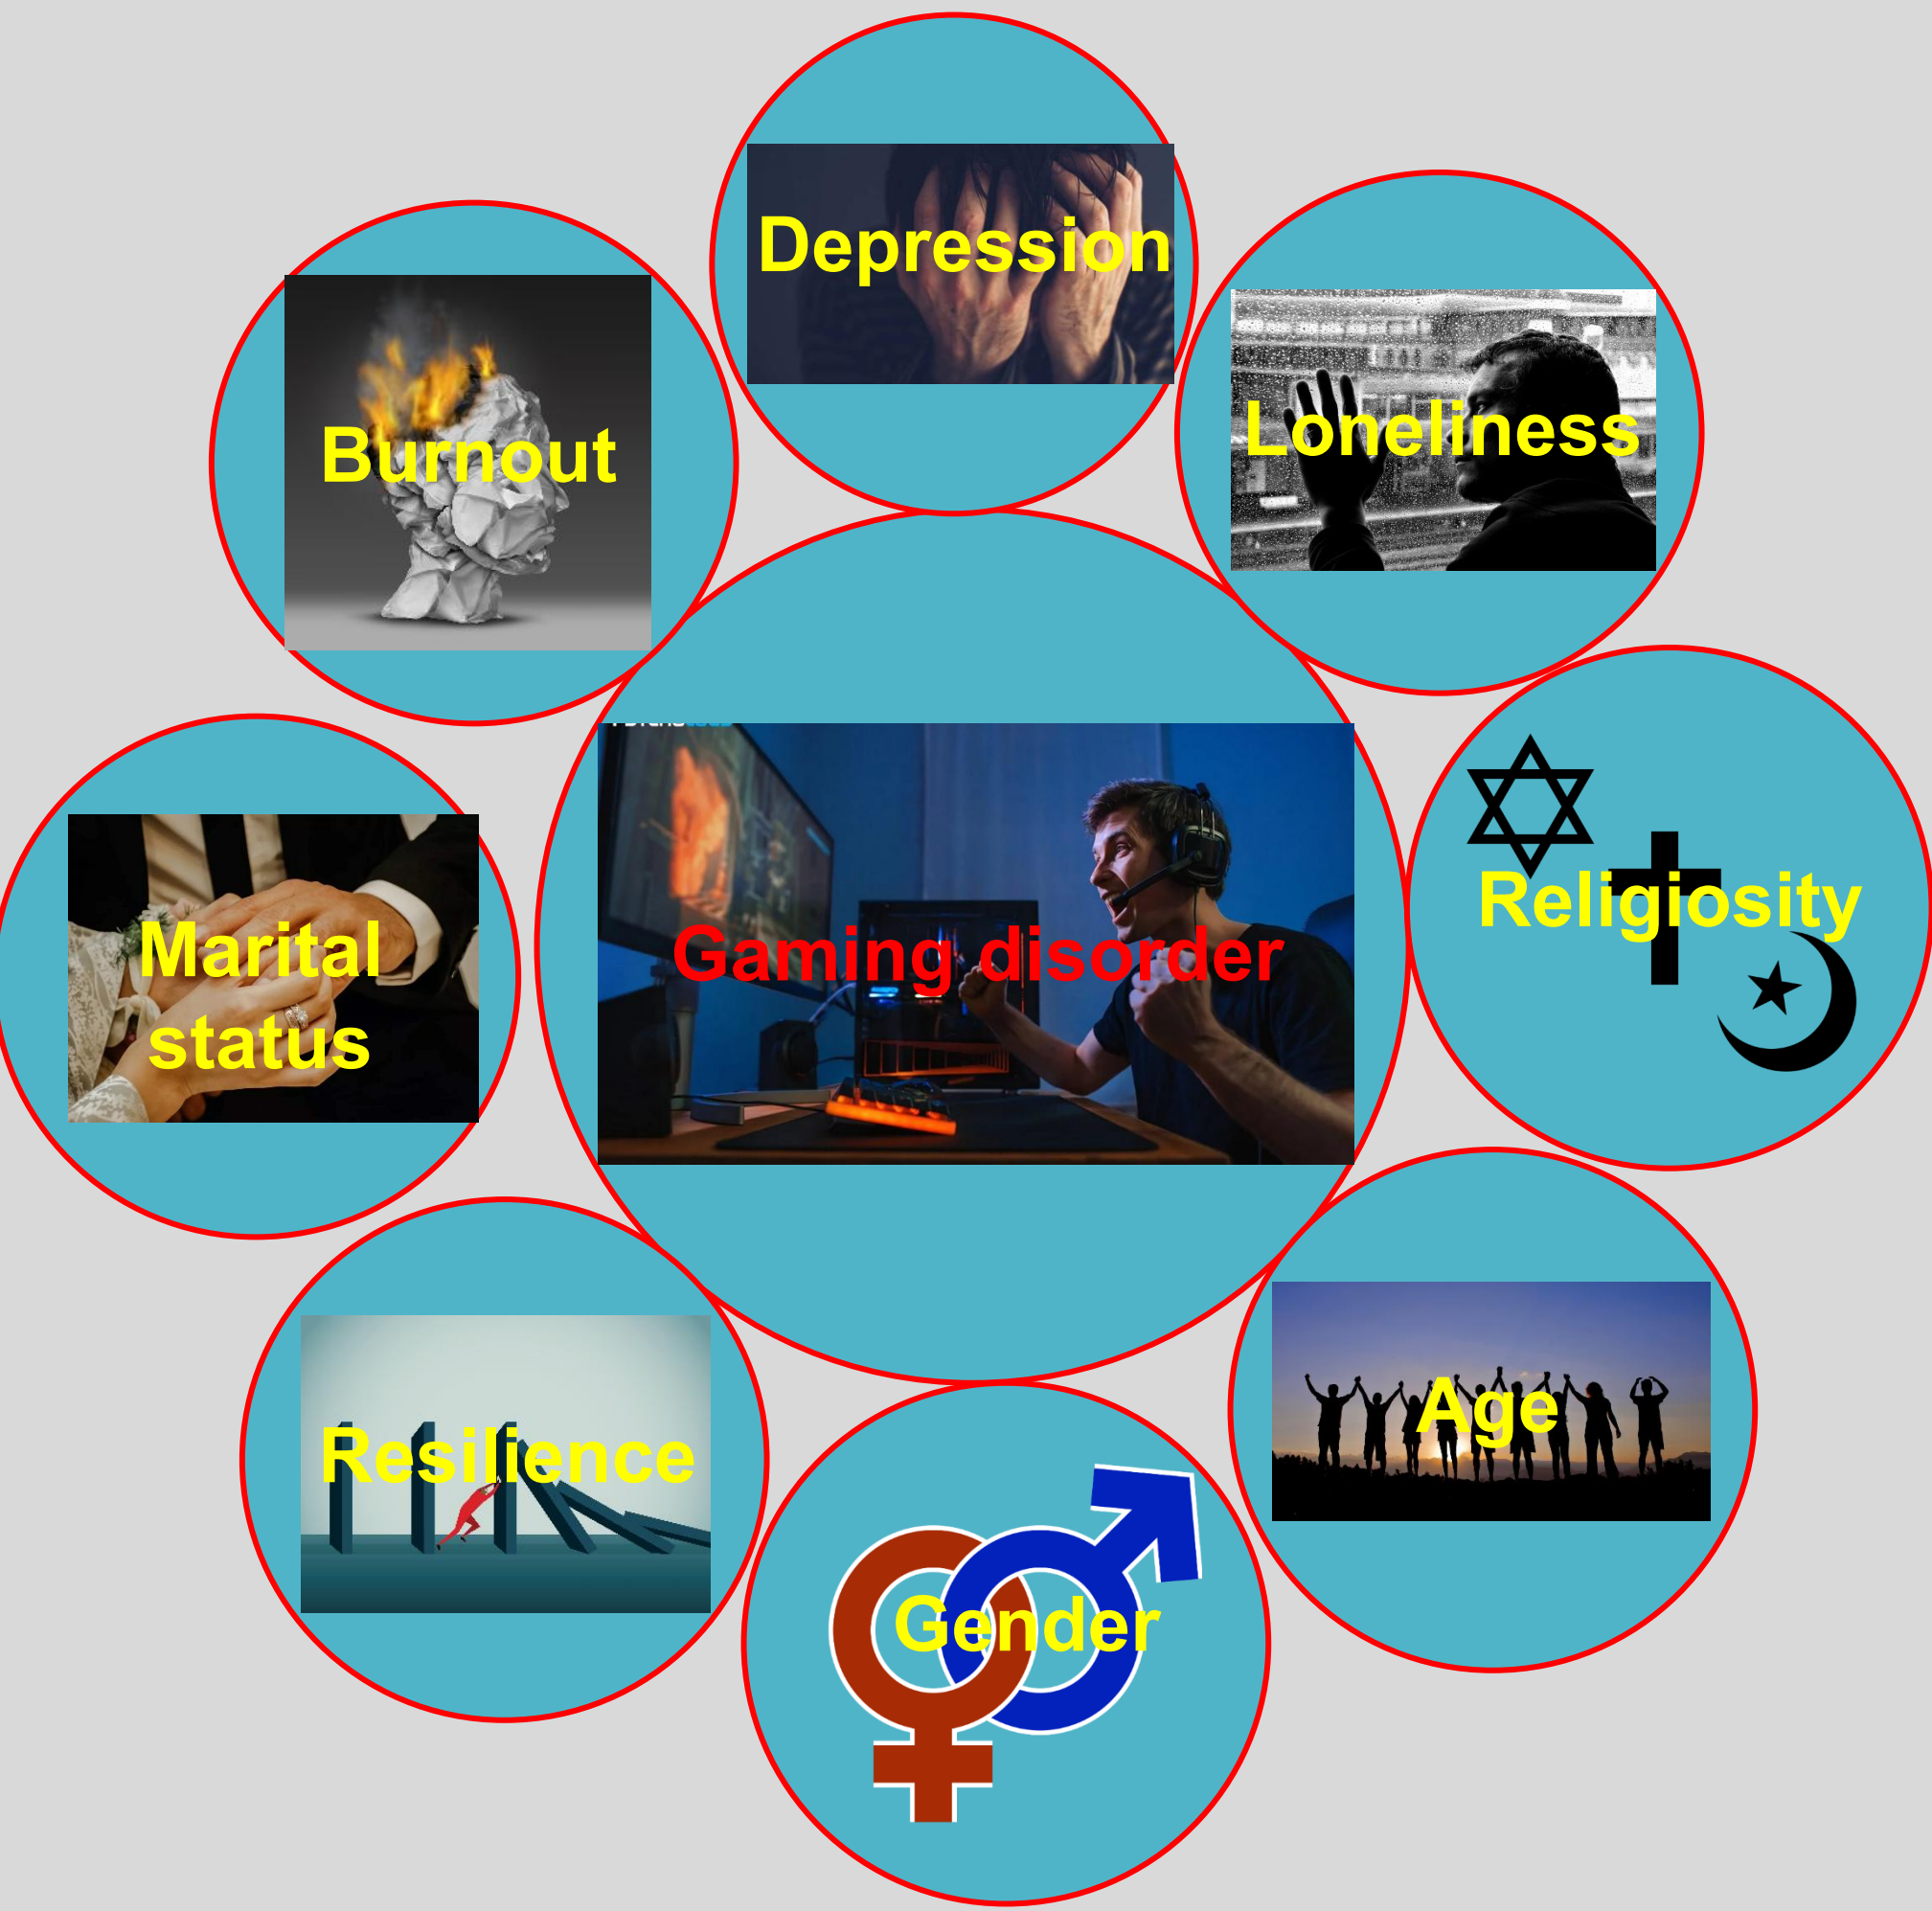 Depression
Burnout
Loneliness
Marital
status
Gaming disorder
Religiosity
Resilience
Age
Gender